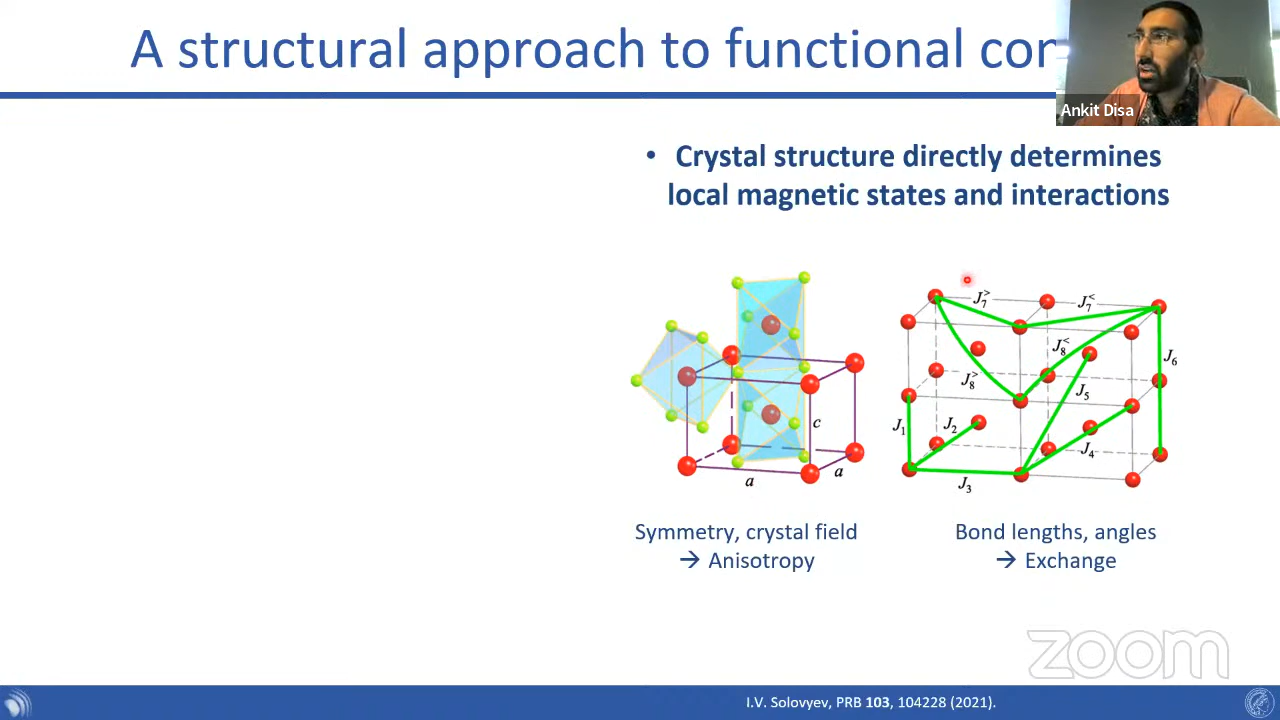 A structural approach to functional con
Ankit Disa
• Crystal structure directly determines
local magnetic states and interactions
c
a
a
J7>
J7<
J8<
J8>
J6
J5
J1
J2
J4
J3
Symmetry, crystal field
→ Anisotropy
Bond lengths, angles
→ Exchange
zoom
I.V. Solovyev, PRB 103, 104228 (2021).